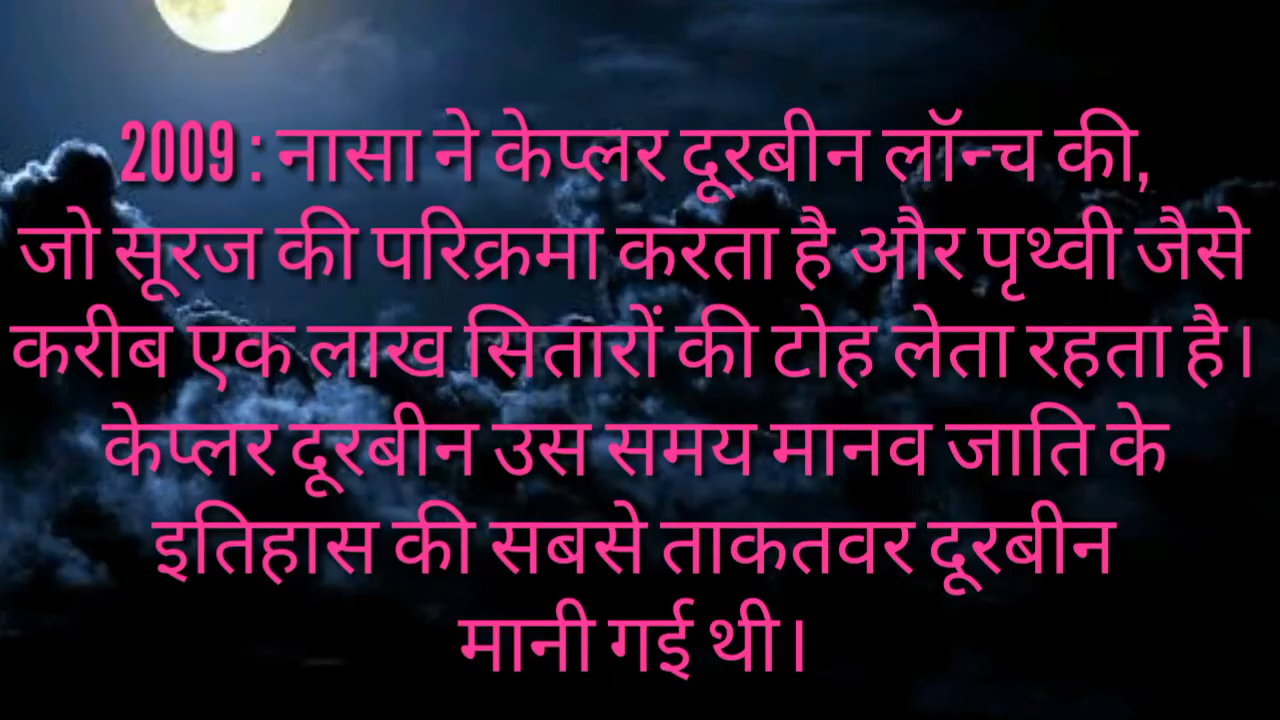 2009 : नासा ने केप्लर दूरबीन लॉन्च की,
जो सूरज की परिक्रमा करता है और पृथ्वी जैसे
करीब एक लाख सितारों की टोह लेता रहता है।
केप्लर दूरबीन उस समय मानव जाति के
इतिहास की सबसे ताकतवर दूरबीन
मानी गई थी।